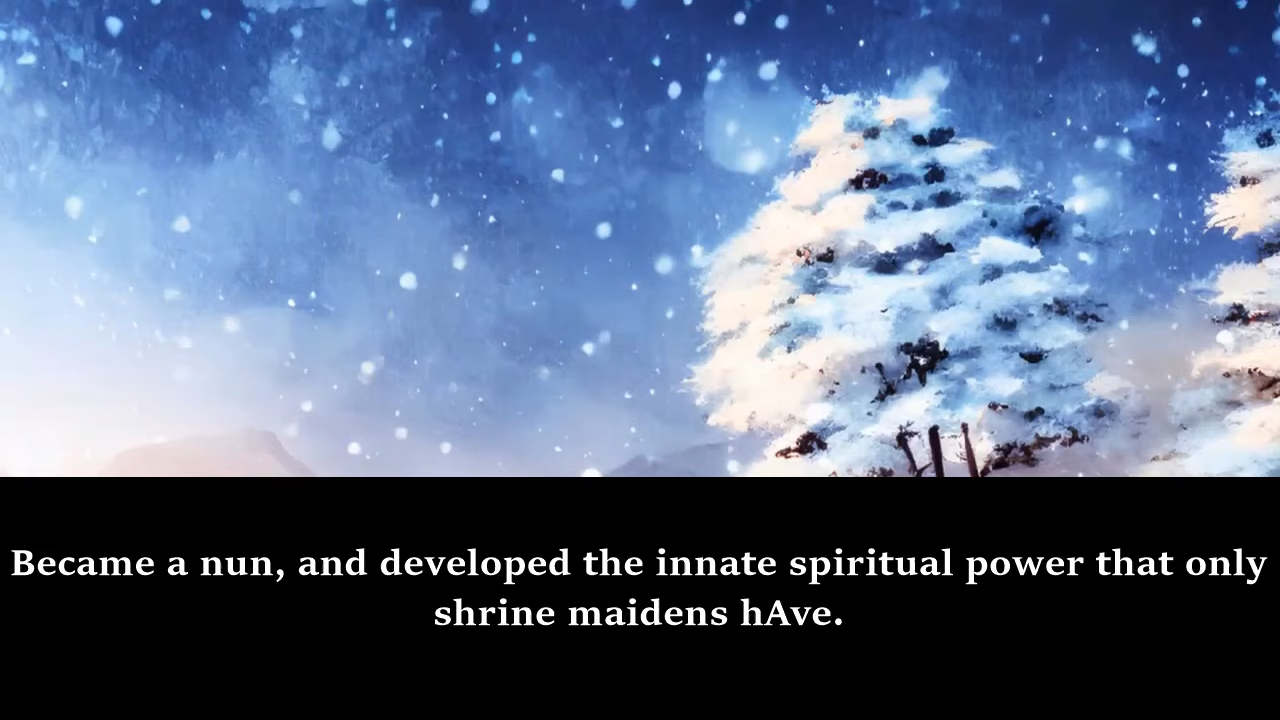 Became a nun, and developed the innate spiritual power that only
shrine maidens hAve.